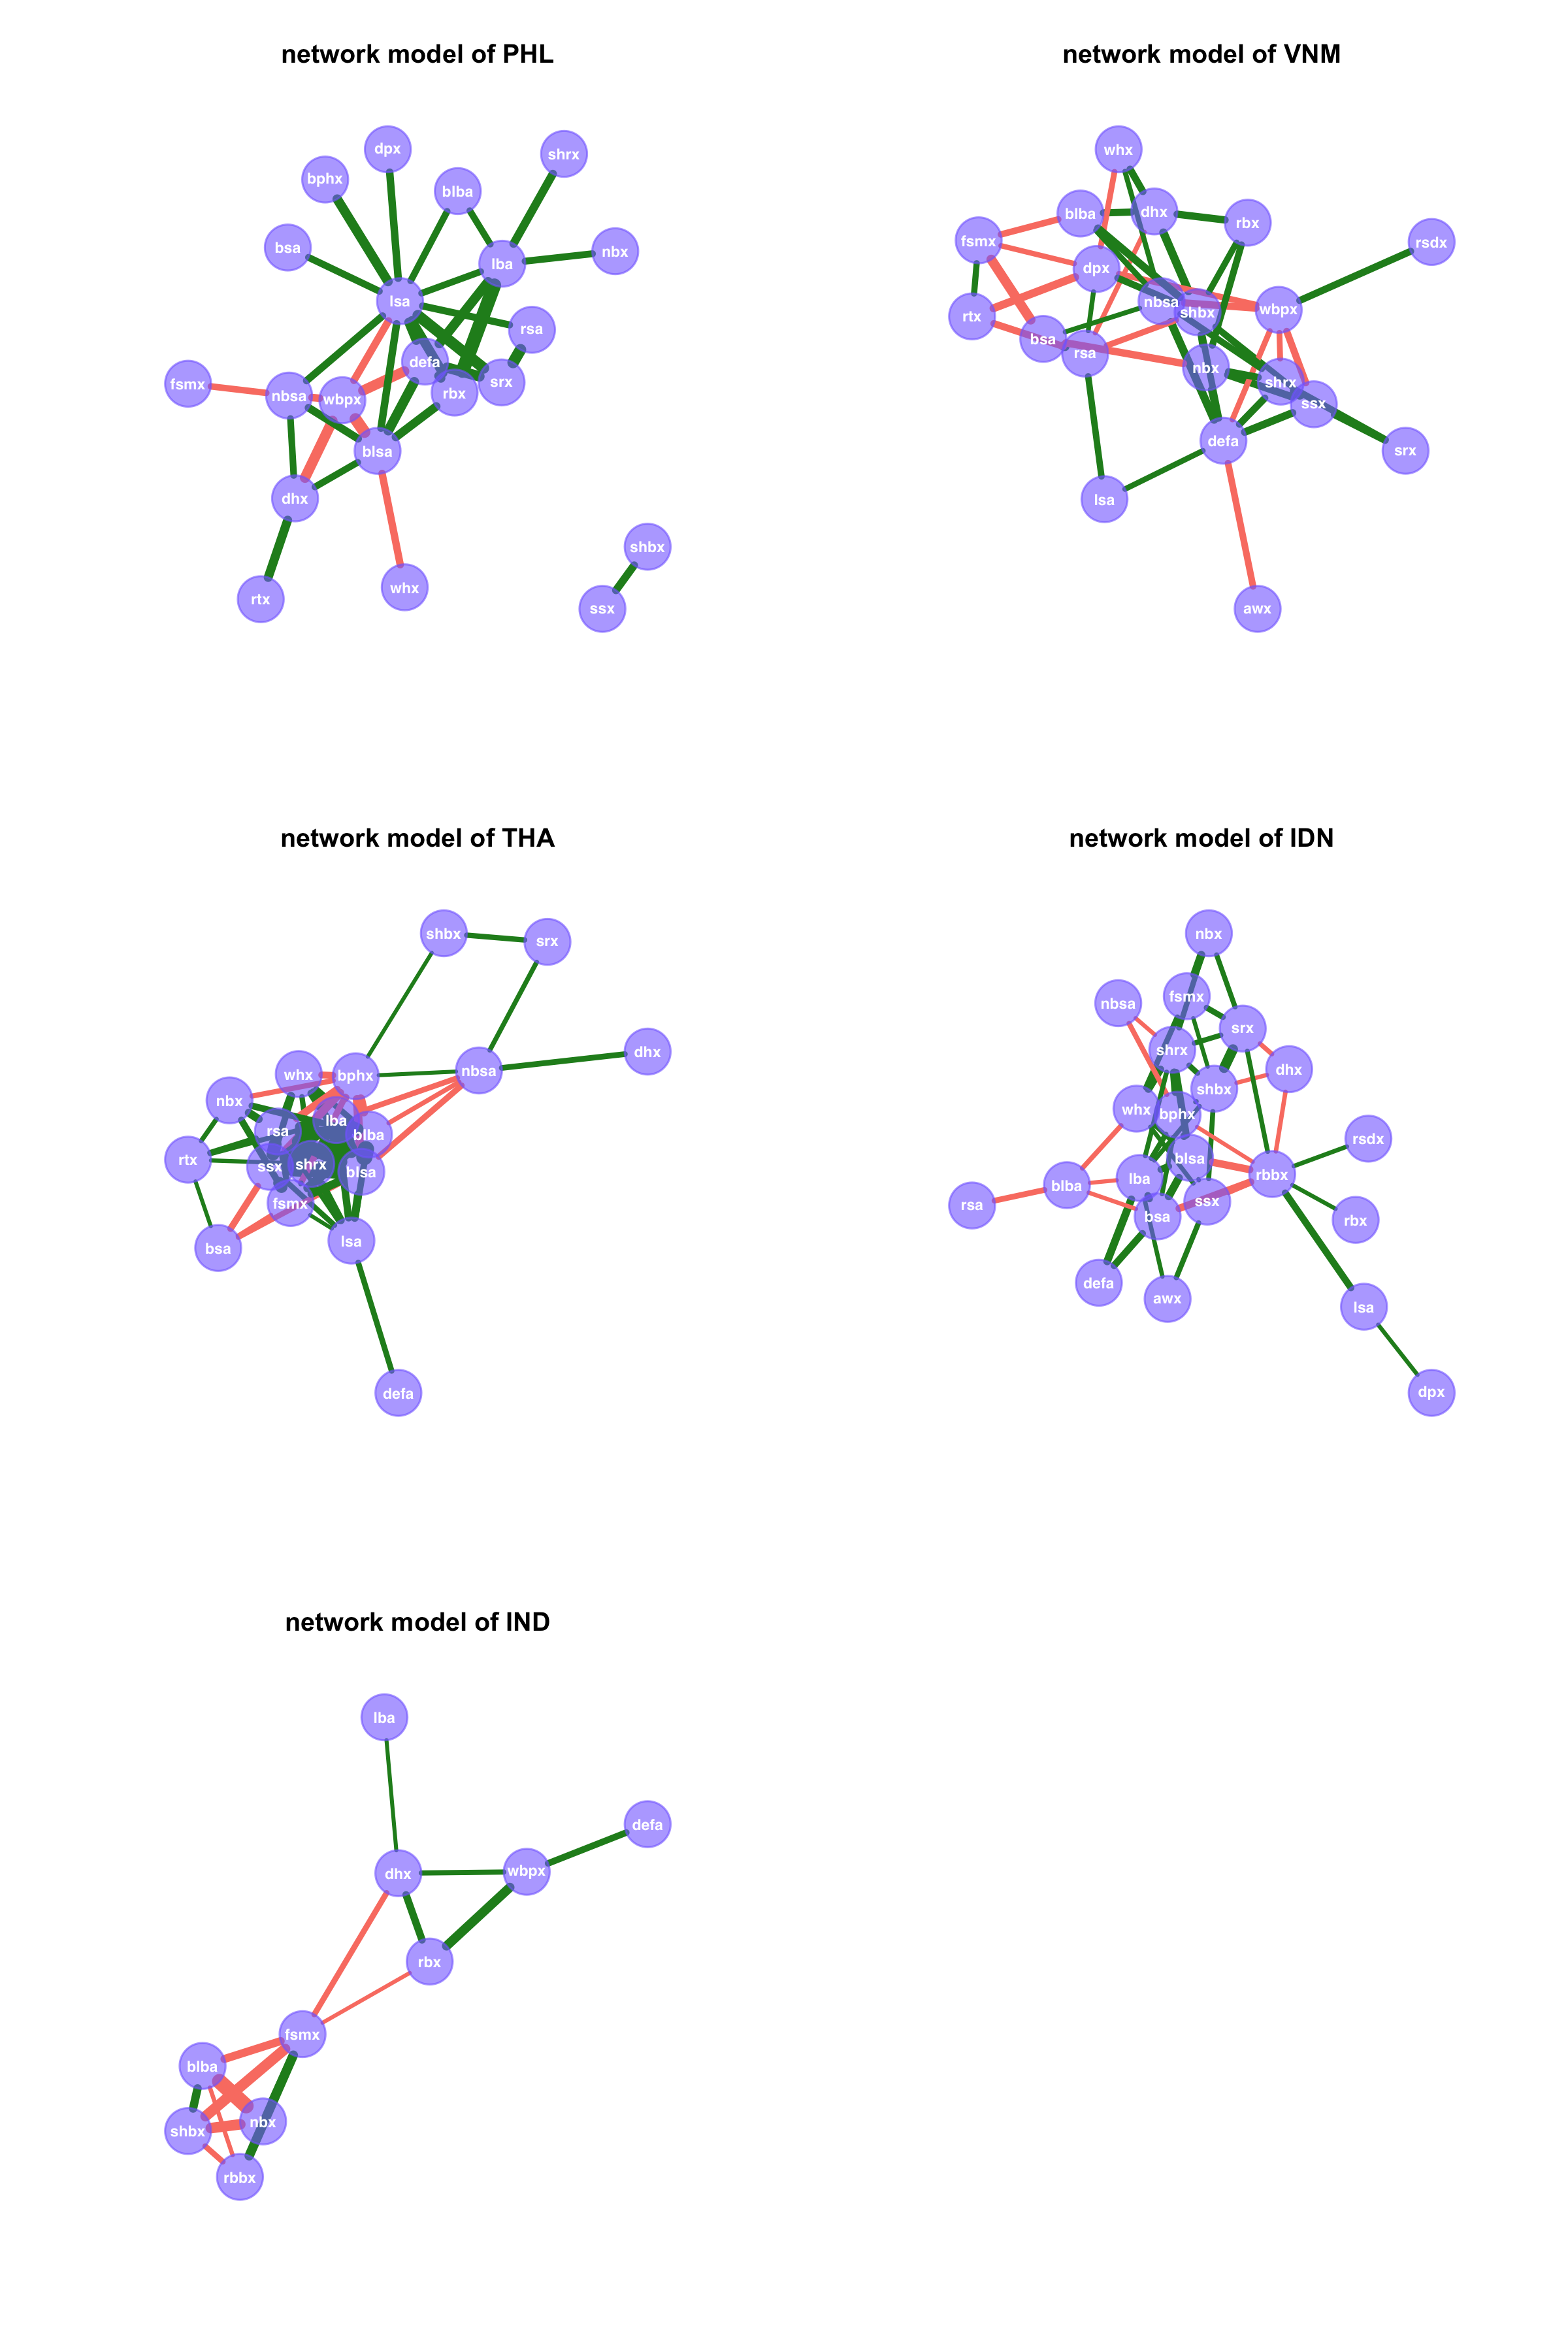 network model of PHL
dpx
shrx
bphx
blba
bsa
nbx
lba
lsa
rsa
defa
fsmx
srx
rbx
nbsa
wbpx
blsa
dhx
shbx
whx
rtx
ssx
network model of VNM
whx
blba
dhx
rbx
fsmx
rsdx
dpx
nbsa
wbpx
shbx
rtx
bsa
rsa
nbx
shrx
ssx
defa
srx
lsa
awx
network model of THA
shbx
srx
dhx
nbsa
whx
bphx
nbx
lba
rsa
blba
rtx
ssx
shrx
blsa
fsmx
lsa
bsa
defa
network model of IDN
nbx
fsmx
nbsa
srx
shrx
dhx
shbx
whx
bphx
rsdx
blsa
rbbx
lba
blba
ssx
rsa
bsa
rbx
defa
awx
lsa
dpx
network model of IND
lba
defa
wbpx
dhx
rbx
fsmx
blba
nbx
shbx
rbbx